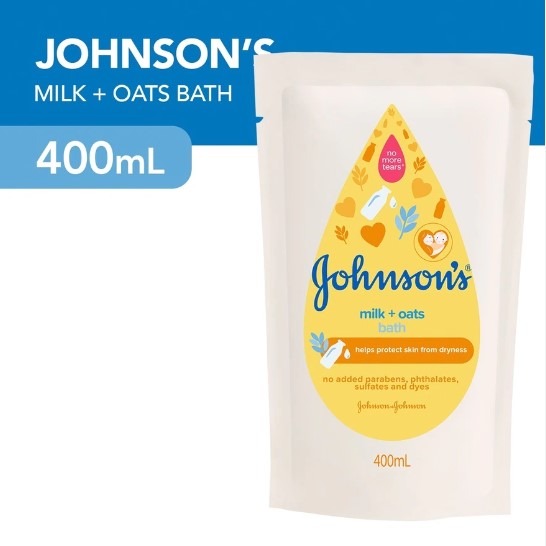 JOHNSON'S
MILK + OATS BATH
400mL
no
more
tears*
Johnson's®
milk + oats
bath
helps protect skin from dryness
no added parabens, phthalates,
sulfates and dyes
Johnson & Johnson
400mL